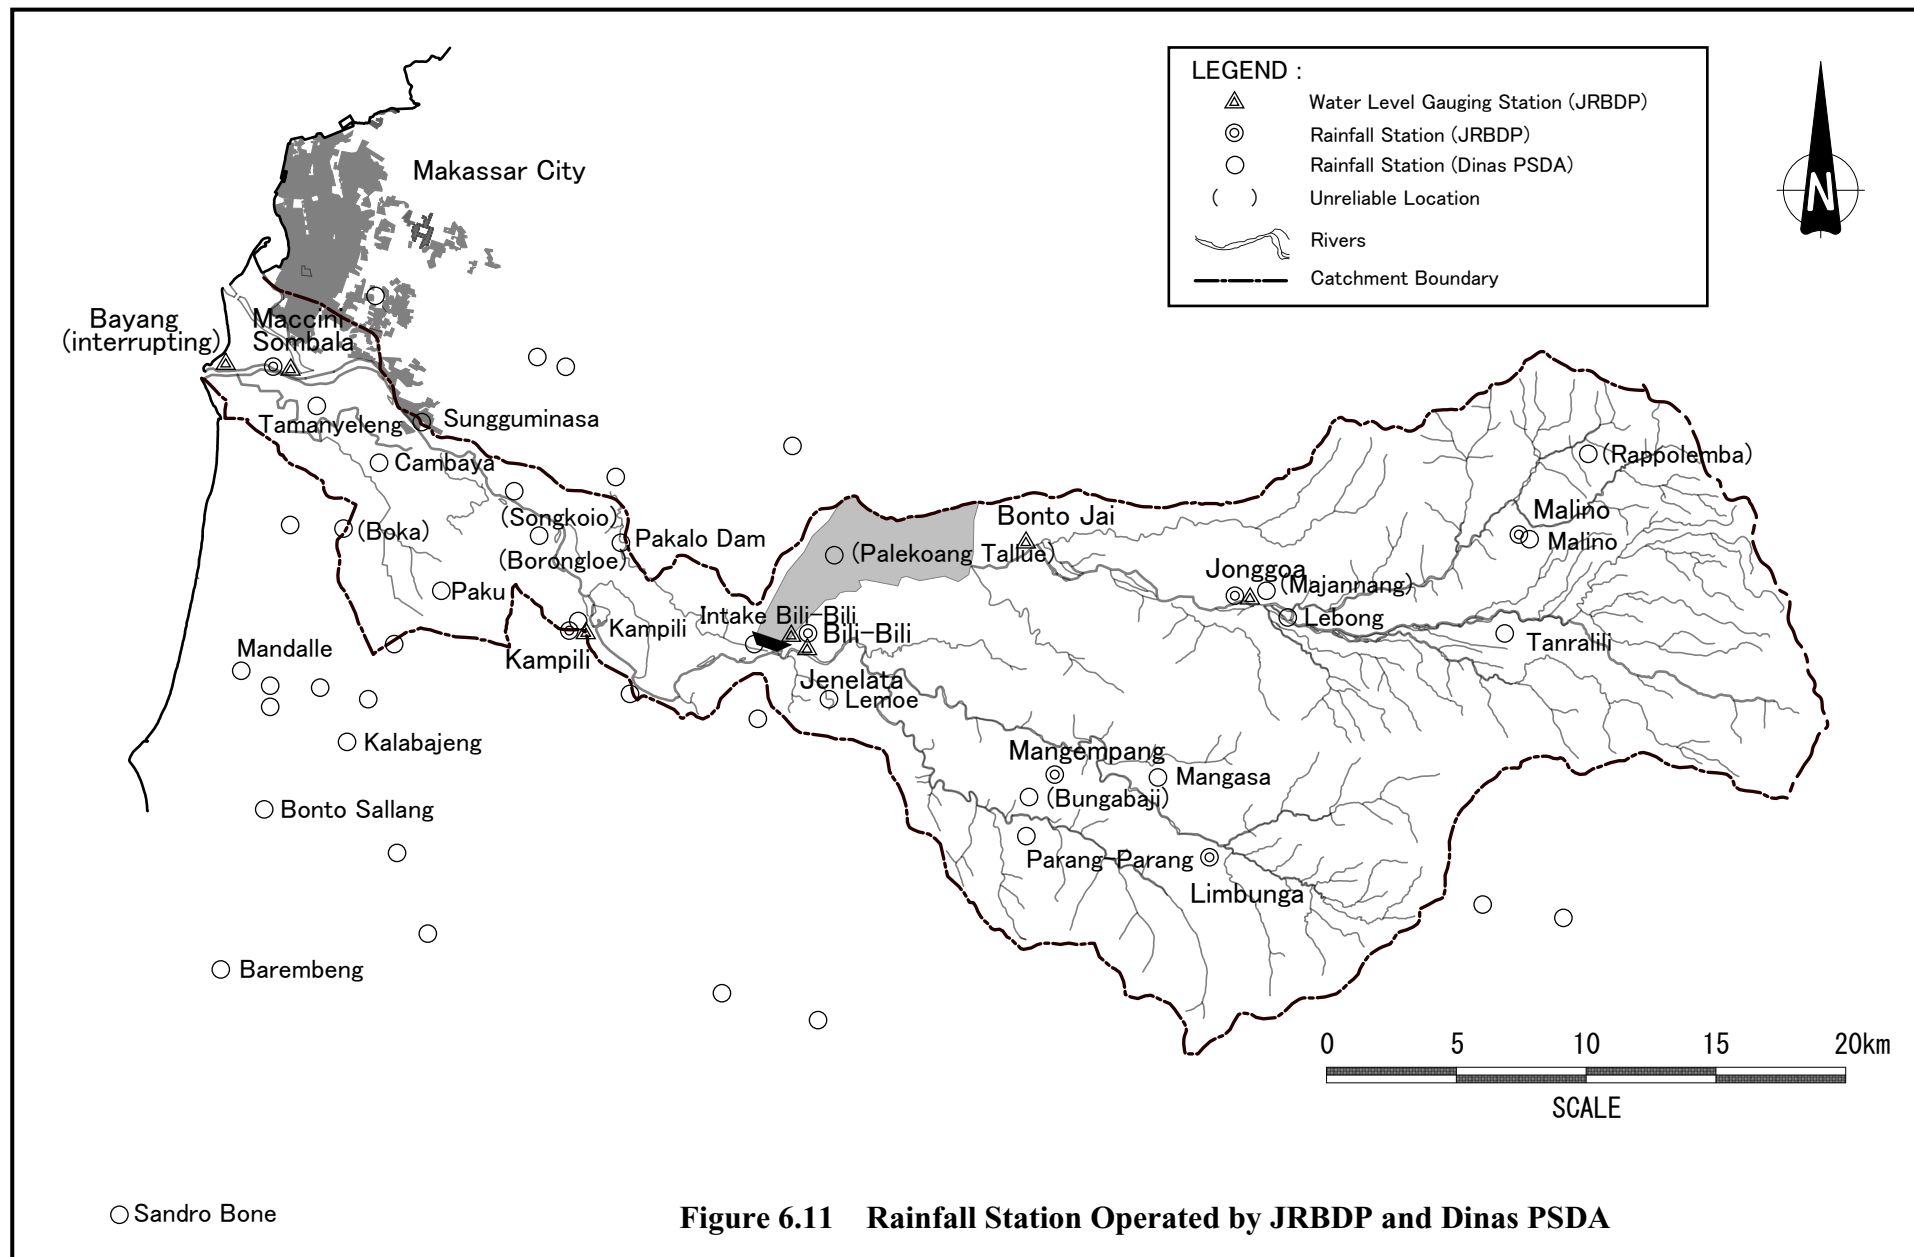 LEGEND :
Water Level Gauging Station (JRBDP)
Rainfall Station (JRBDP)
Rainfall Station (Dinas PSDA)
( ) Unreliable Location
Rivers
Catchment Boundary
N
Makassar City
Bayang
(interrupting)
Maccini
Sombala
Tamanyeleng
Sungguminasa
Cambaya
(Rappolemba)
(Songkoio)
(Boka)
(Borongloe)
Pakalo Dam
(Palekoang Tallue)
Bonto Jai
Malino
Malino
Jonggoa
(Majannang)
Paku
Intake Bili-Bili
Bili-Bili
Kampili
Kampili
Lebong
Tanralili
Mandalle
Jenelata
Lemoe
Kalabajeng
Mangempang
Mangasa
(Bungabaji)
Bonto Sallang
Parang-Parang
Limbunga
Barembeng
0 5 10 15 20km
SCALE
Sandro Bone
Figure 6.11 Rainfall Station Operated by JRBDP and Dinas PSDA